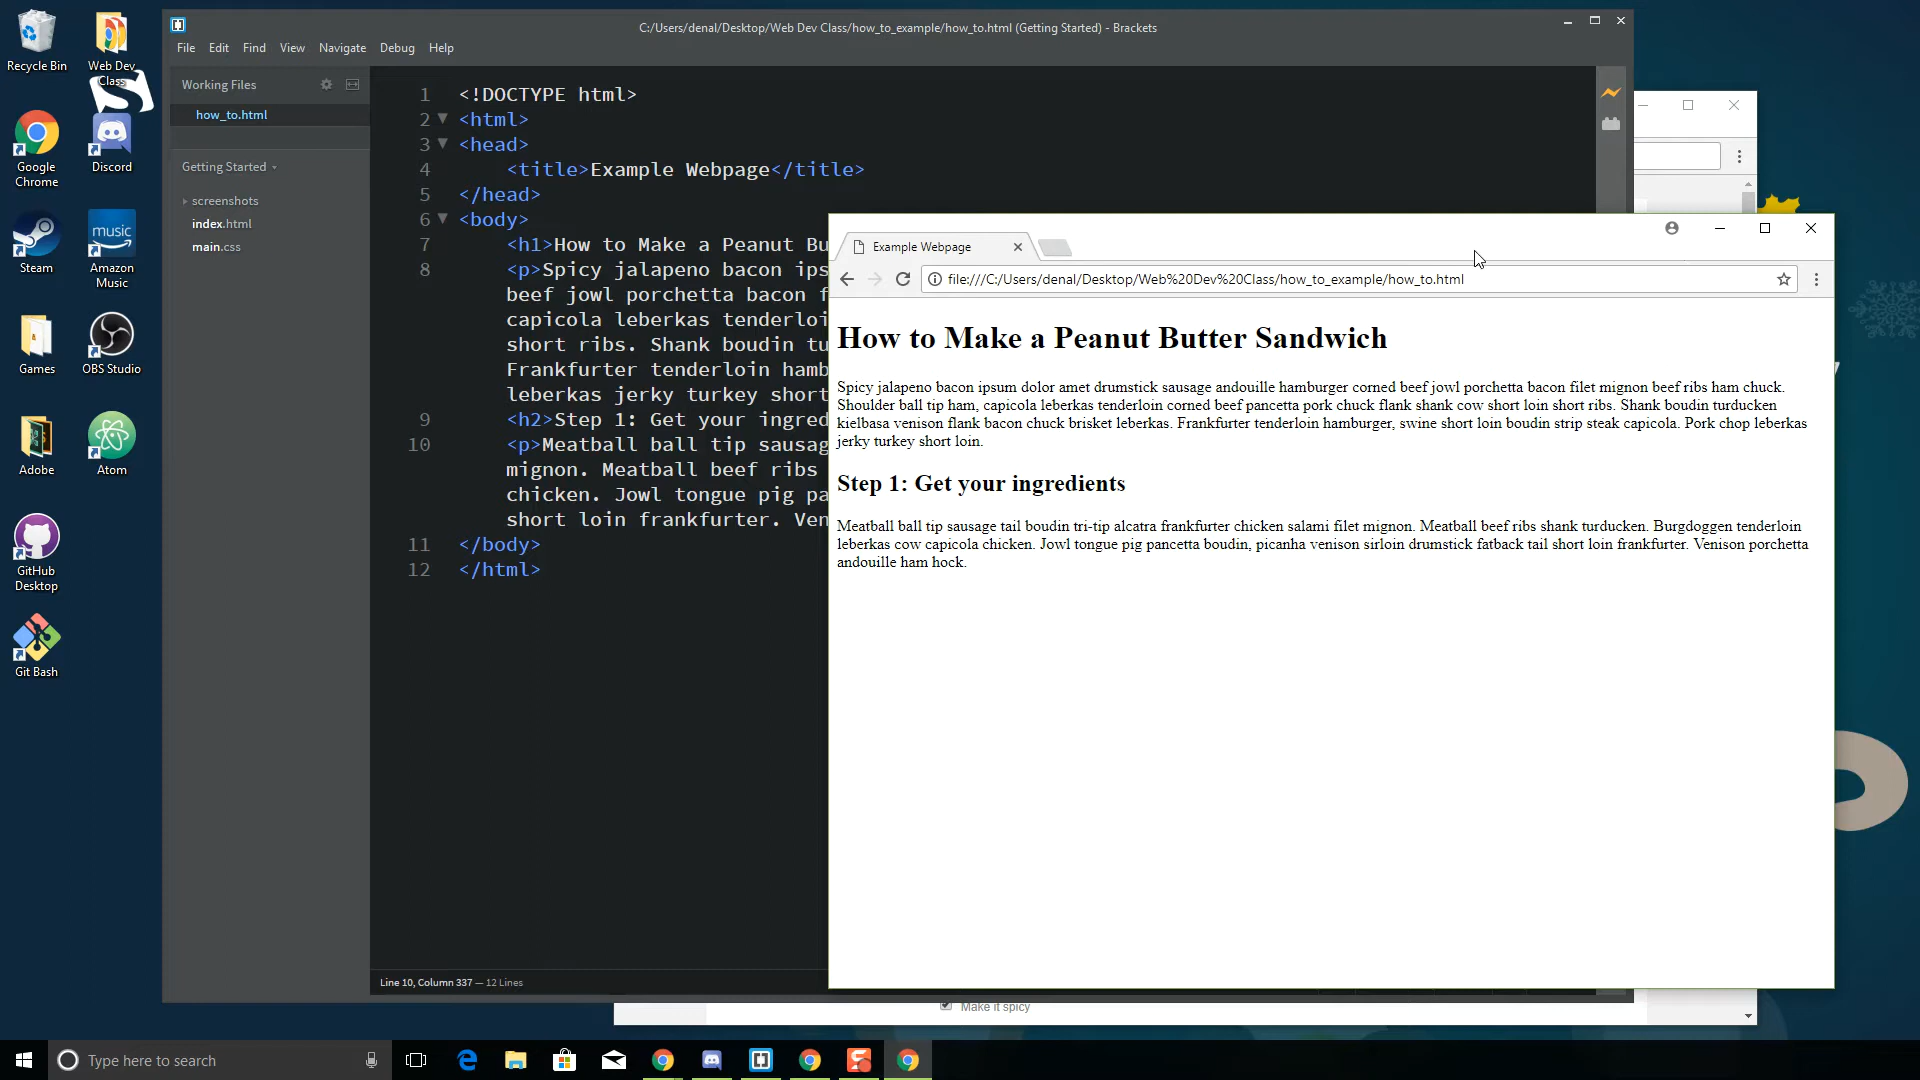 Recycle Bin
Web Dev
Class
Google
Chrome
Discord
Steam
Amazon
Music
Games
OBS Studio
Adobe
Atom
GitHub
Desktop
Git Bash
C:/Users/denal/Desktop/Web Dev Class/how_to_example/how_to.html (Getting Started) - Brackets
File Edit Find View Navigate Debug Help
Working Files
how_to.html
Getting Started
screenshots
index.html
main.css
1 <!DOCTYPE html>
2 <html>
3 <head>
4 <title>Example Webpage</title>
5 </head>
6 <body>
7 <h1>How to Make a Peanut Bu
8 <p>Spicy jalapeno bacon ips
beef jowl porchetta bacon f
capicola leberkas tenderloi
short ribs. Shank boudin tu
Frankfurter tenderloin hamb
leberkas jerky turkey short
9 <h2>Step 1: Get your ingred
10 <p>Meatball ball tip sausag
mignon. Meatball beef ribs
chicken. Jowl tongue pig pa
short loin frankfurter. Ven
11 </body>
12 </html>
Line 10, Column 337 — 12 Lines
Example Webpage
file:///C:/Users/denal/Desktop/Web%20Dev%20Class/how_to_example/how_to.html
How to Make a Peanut Butter Sandwich
Spicy jalapeno bacon ipsum dolor amet drumstick sausage andouille hamburger corned beef jowl porchetta bacon filet mignon beef ribs ham chuck.
Shoulder ball tip ham, capicola leberkas tenderloin corned beef pancetta pork chuck flank shank cow short loin short ribs. Shank boudin turducken
kielbasa venison flank bacon chuck brisket leberkas. Frankfurter tenderloin hamburger, swine short loin boudin strip steak capicola. Pork chop leberkas
jerky turkey short loin.
Step 1: Get your ingredients
Meatball ball tip sausage tail boudin tri-tip alcatra frankfurter chicken salami filet mignon. Meatball beef ribs shank turducken. Burgdoggen tenderloin
leberkas cow capicola chicken. Jowl tongue pig pancetta boudin, picanha venison sirloin drumstick fatback tail short loin frankfurter. Venison porchetta
andouille ham hock.
Make it spicy
Type here to search